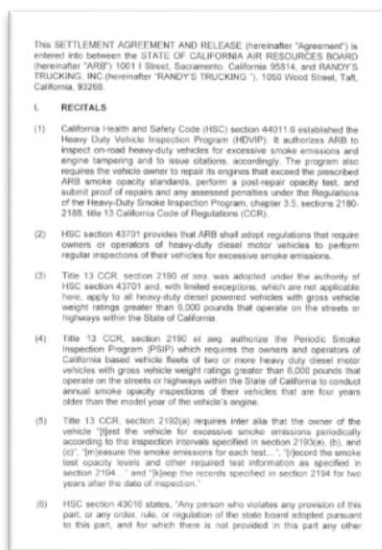 This SETTLEMENT AGREEMENT AND RELEASE (hereinafter "Agreement") is
entered into between the STATE OF CALIFORNIA AIR RESOURCES BOARD
(hereinafter "ARB") 1001 I Street, Sacramento, California 95814, and RANDY'S
TRUCKING, INC.(hereinafter "RANDY'S TRUCKING "), 1050 Wood Street, Taft,
California, 93268.
I. RECITALS
(1) California Health and Safety Code (HSC) section 44011.6 established the
Heavy Duty Vehicle Inspection Program (HDVIP). It authorizes ARB to
inspect on-road heavy-duty vehicles for excessive smoke emissions and
engine tampering and to issue citations, accordingly. The program also
requires the vehicle owner to repair its engines that exceed the prescribed
ARB smoke opacity standards, perform a post-repair opacity test, and
submit proof of repairs and any assessed penalties under the Regulations
of the Heavy-Duty Smoke Inspection Program, chapter 3.5, sections 2180-
2188, title 13 California Code of Regulations (CCR).
(2) HSC section 43701 provides that ARB shall adopt regulations that require
owners or operators of heavy-duty diesel motor vehicles to perform
regular inspections of their vehicles for excessive smoke emissions.
(3) Title 13 CCR, section 2190 et seq. was adopted under the authority of
HSC section 43701 and, with limited exceptions, which are not applicable
here, apply to all heavy-duty diesel powered vehicles with gross vehicle
weight ratings greater than 6,000 pounds that operate on the streets or
highways within the State of California.
(4) Title 13 CCR, section 2190 et seq. authorize the Periodic Smoke
Inspection Program (PSIP) which requires the owners and operators of
California based vehicle fleets of two or more heavy duty diesel motor
vehicles with gross vehicle weight ratings greater than 6,000 pounds that
operate on the streets or highways within the State of California to conduct
annual smoke opacity inspections of their vehicles that are four years
older than the model year of the vehicle's engine.
(5) Title 13 CCR, section 2192(a) requires inter alia that the owner of the
vehicle "[t]est the vehicle for excessive smoke emissions periodically
according to the inspection intervals specified in section 2193(a), (b), and
(c)", "[m]easure the smoke emissions for each test...", "[r]ecord the smoke
test opacity levels and other required test information as specified in
section 2194..." and "[k]eep the records specified in section 2194 for two
years after the date of inspection."
(6) HSC section 43016 states, "Any person who violates any provision of this
part, or any order, rule, or regulation of the state board adopted pursuant
to this part, and for which there is not provided in this part any other